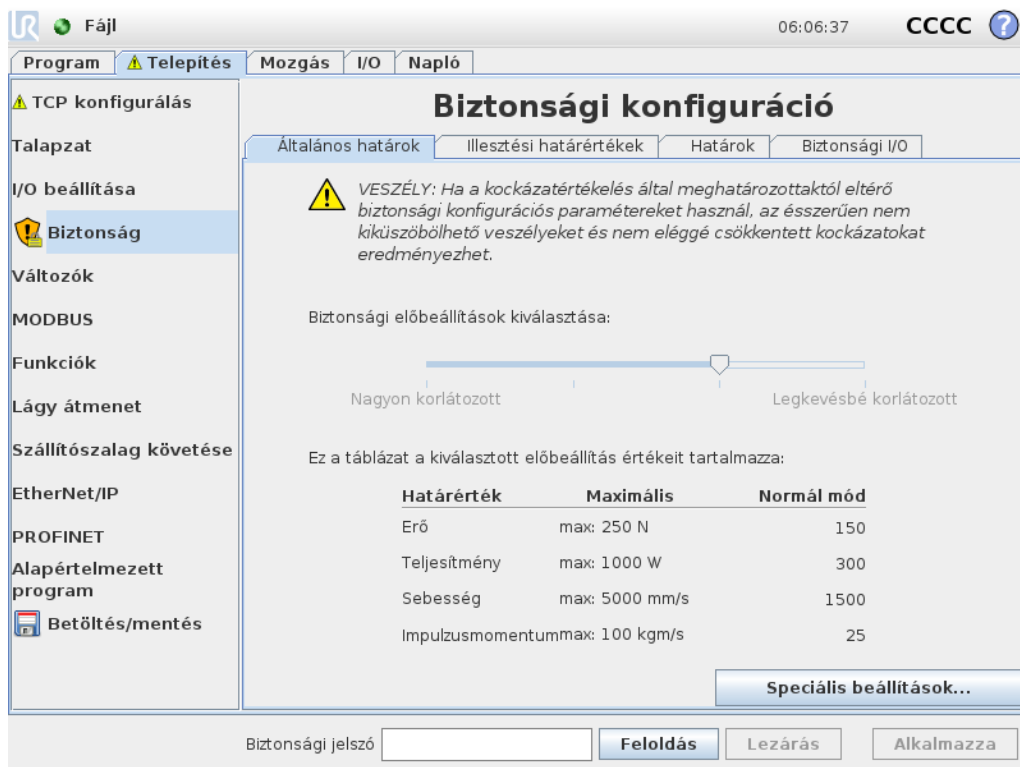 UR Fájl 06:06:37 CCCC ?
Program Telepítés Mozgás I/O Napló
TCP konfigurálás
Talapzat
I/O beállítása
Biztonság
Változók
MODBUS
Funkciók
Lágy átmenet
Szállítószalag követése
EtherNet/IP
PROFINET
Alapértelmezett
program
Betöltés/mentés
Biztonsági konfiguráció
Általános határok Illesztési határértékek Határok Biztonsági I/O
VESZÉLY: Ha a kockázatértékelés által meghatározottaktól eltérő
biztonsági konfigurációs paramétereket használ, az ésszerűen nem
kiküszöbölhető veszélyeket és nem eléggé csökkentett kockázatokat
eredményezhet.
Biztonsági előbeállítások kiválasztása:
Nagyon korlátozott Legkevésbé korlátozott
Ez a táblázat a kiválasztott előbeállítás értékeit tartalmazza:
Határérték Maximális Normál mód
Erő max: 250 N 150
Teljesítmény max: 1000 W 300
Sebesség max: 5000 mm/s 1500
Impulzusmomentum max: 100 kgm/s 25
Speciális beállítások...
Biztonsági jelszó Feloldás Lezárás Alkalmazza